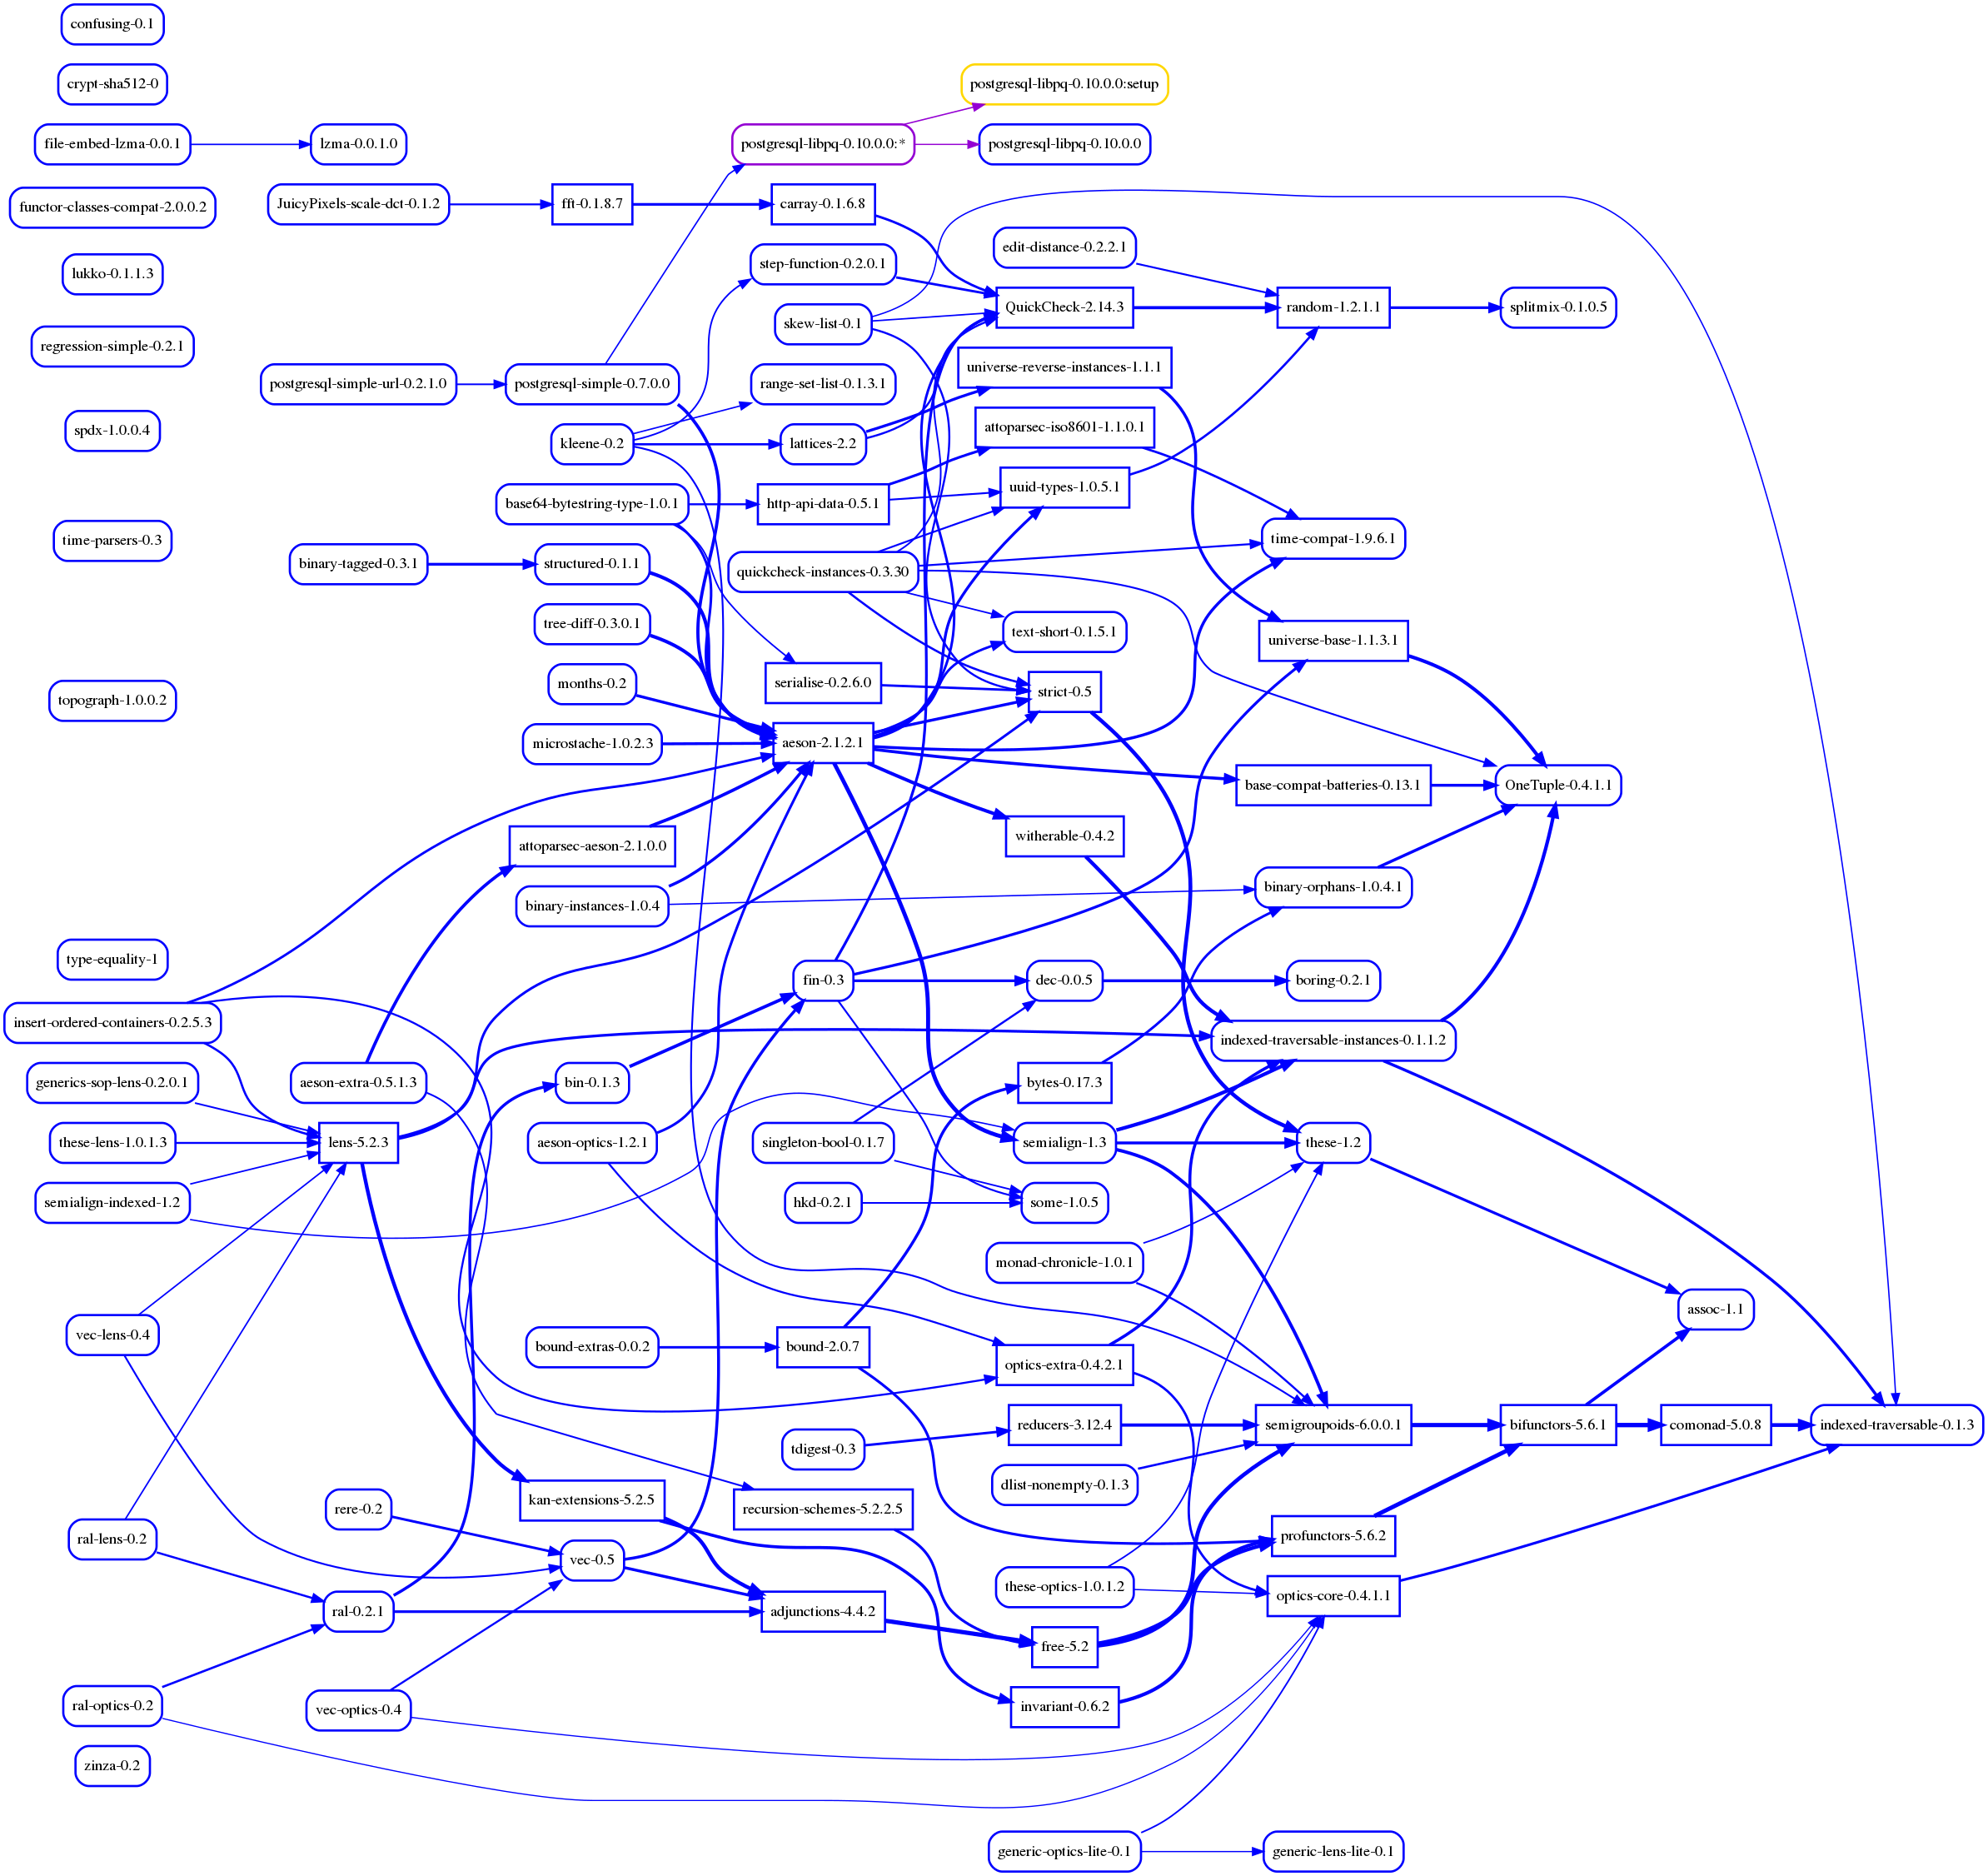 confusing-0.1
crypt-sha512-0
postgresql-libpq-0.10.0.0:setup
file-embed-lzma-0.0.1
lzma-0.0.1.0
postgresql-libpq-0.10.0.0:*
postgresql-libpq-0.10.0.0
functor-classes-compat-2.0.0.2
JuicyPixels-scale-dct-0.1.2
fft-0.1.8.7
carray-0.1.6.8
edit-distance-0.2.2.1
lukko-0.1.1.3
step-function-0.2.0.1
skew-list-0.1
QuickCheck-2.14.3
random-1.2.1.1
splitmix-0.1.0.5
regression-simple-0.2.1
universe-reverse-instances-1.1.1
postgresql-simple-url-0.2.1.0
postgresql-simple-0.7.0.0
range-set-list-0.1.3.1
spdx-1.0.0.4
attoparsec-iso8601-1.1.0.1
kleene-0.2
lattices-2.2
uuid-types-1.0.5.1
base64-bytestring-type-1.0.1
http-api-data-0.5.1
time-parsers-0.3
time-compat-1.9.6.1
binary-tagged-0.3.1
structured-0.1.1
quickcheck-instances-0.3.30
tree-diff-0.3.0.1
text-short-0.1.5.1
universe-base-1.1.3.1
months-0.2
serialise-0.2.6.0
strict-0.5
topograph-1.0.0.2
microstache-1.0.2.3
aeson-2.1.2.1
base-compat-batteries-0.13.1
OneTuple-0.4.1.1
attoparsec-aeson-2.1.0.0
witherable-0.4.2
binary-instances-1.0.4
binary-orphans-1.0.4.1
type-equality-1
fin-0.3
dec-0.0.5
boring-0.2.1
insert-ordered-containers-0.2.5.3
indexed-traversable-instances-0.1.1.2
generics-sop-lens-0.2.0.1
aeson-extra-0.5.1.3
bin-0.1.3
bytes-0.17.3
these-lens-1.0.1.3
lens-5.2.3
aeson-optics-1.2.1
singleton-bool-0.1.7
semialign-1.3
these-1.2
semialign-indexed-1.2
hkd-0.2.1
some-1.0.5
monad-chronicle-1.0.1
assoc-1.1
vec-lens-0.4
bound-extras-0.0.2
bound-2.0.7
optics-extra-0.4.2.1
reducers-3.12.4
semigroupoids-6.0.0.1
bifunctors-5.6.1
comonad-5.0.8
indexed-traversable-0.1.3
tdigest-0.3
dlist-nonempty-0.1.3
rere-0.2
kan-extensions-5.2.5
recursion-schemes-5.2.2.5
ral-lens-0.2
profunctors-5.6.2
vec-0.5
these-optics-1.0.1.2
optics-core-0.4.1.1
ral-0.2.1
adjunctions-4.4.2
free-5.2
ral-optics-0.2
vec-optics-0.4
invariant-0.6.2
zinza-0.2
generic-optics-lite-0.1
generic-lens-lite-0.1